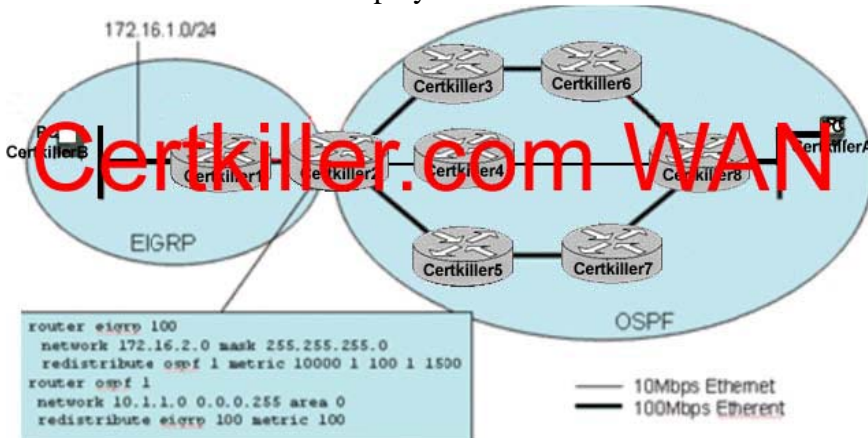 172.16.1.0/24
Certkiller3
Certkiller6
CertkillerB
CertkillerA
Certkiller.com WAN
Certkiller1
Certkiller2
Certkiller4
Certkiller8
EIGRP
Certkiller5
Certkiller7
OSPF
router eigrp 100
network 172.16.2.0 mask 255.255.255.0
redistribute ospf 1 metric 10000 1 100 1 1500
router ospf 1
network 10.1.1.0 0.0.0.255 area 0
redistribute eigrp 100 metric 100
10Mbps Ethernet
100Mbps Etherent